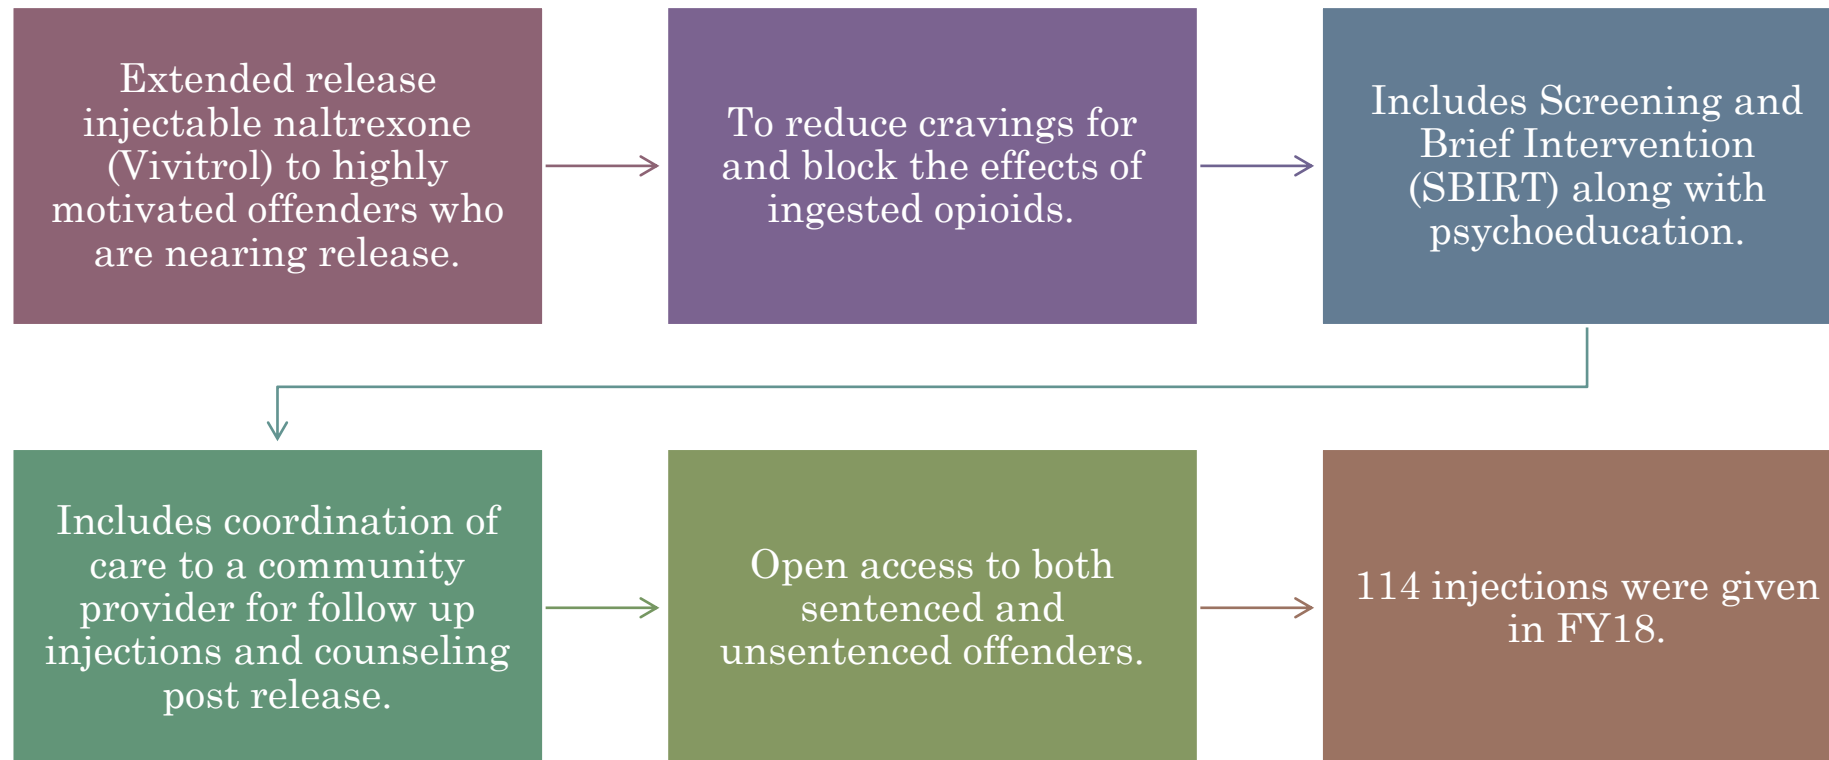 Extended release
injectable naltrexone
(Vivitrol) to highly
motivated offenders who
are nearing release.
To reduce cravings for
and block the effects of
ingested opioids.
Includes Screening and
Brief Intervention
(SBIRT) along with
psychoeducation.
Includes coordination of
care to a community
provider for follow up
injections and counseling
post release.
Open access to both
sentenced and
unsentenced offenders.
114 injections were given
in FY18.